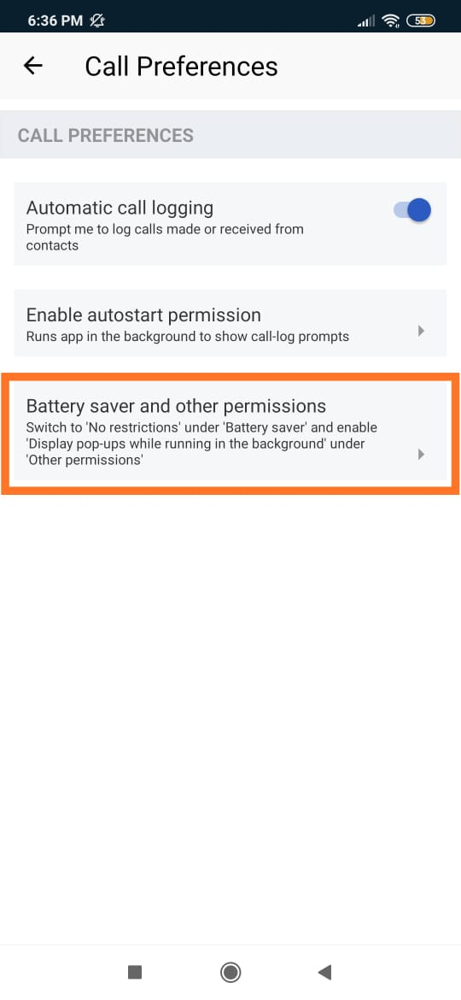 6:36 PM
53
Call Preferences
CALL PREFERENCES
Automatic call logging
Prompt me to log calls made or received from
contacts
Enable autostart permission
Runs app in the background to show call-log prompts
Battery saver and other permissions
Switch to 'No restrictions' under 'Battery saver' and enable
'Display pop-ups while running in the background' under
'Other permissions'